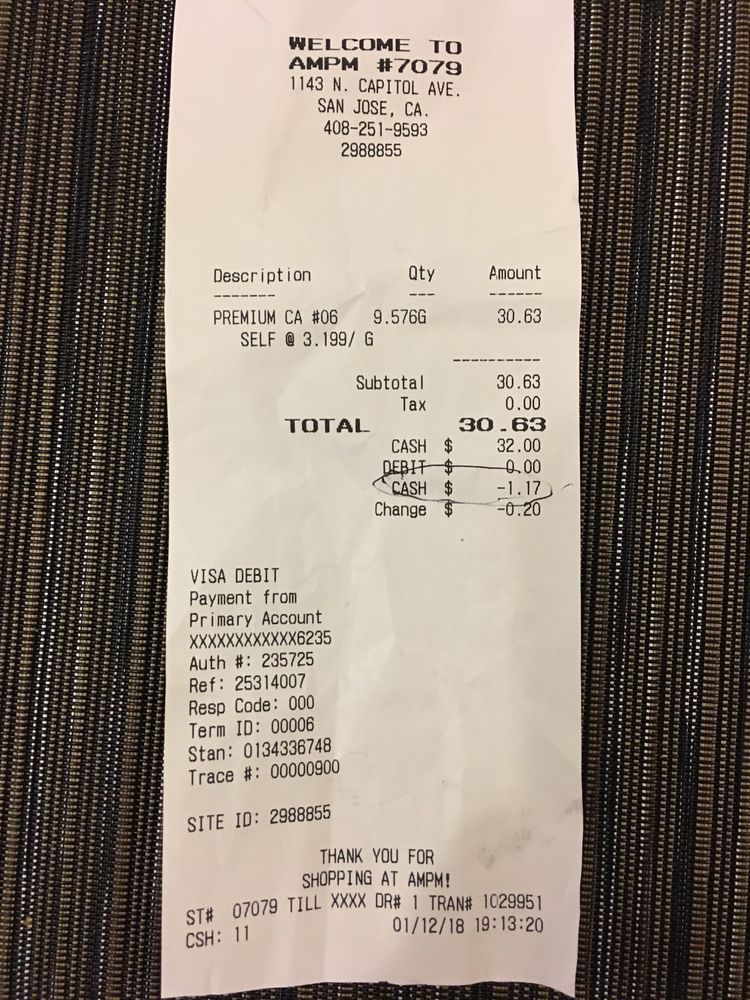 WELCOME TO
AMPM #7079
1143 N. CAPITOL AVE.
SAN JOSE, CA.
408-251-9593
2988855
Description Qty Amount
------- --- ------
PREMIUM CA #06 9.576G 30.63
SELF @ 3.199/ G
----------
Subtotal 30.63
Tax 0.00
TOTAL 30.63
CASH $ 32.00
DEBIT $ 0.00
CASH $ -1.17
Change $ -0.20
VISA DEBIT
Payment from
Primary Account
XXXXXXXXXXXX6235
Auth #: 235725
Ref: 25314007
Resp Code: 000
Term ID: 00006
Stan: 0134336748
Trace #: 00000900
SITE ID: 2988855
THANK YOU FOR
SHOPPING AT AMPM!
ST# 07079 TILL XXXX DR# 1 TRAN# 1029951
CSH: 11 01/12/18 19:13:20